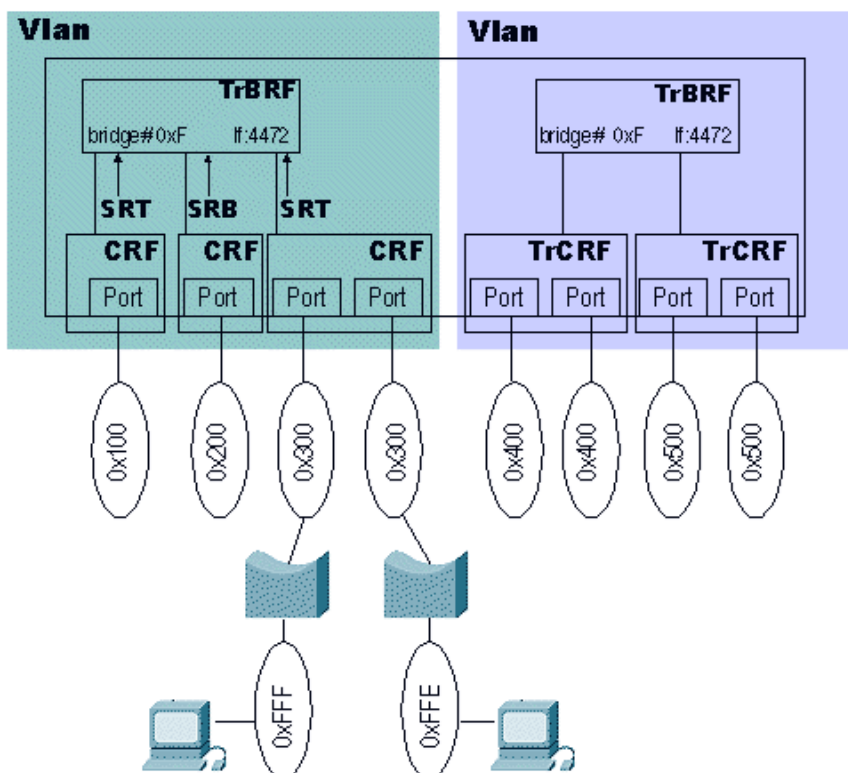 Vlan
Vlan
TrBRF
bridge# 0xF lf:4472
TrBRF
bridge# 0xF lf:4472
SRT
SRB
SRT
CRF
CRF
CRF
TrCRF
TrCRF
Port
Port
Port
Port
Port
Port
Port
Port
0x100
0x200
0x300
0x300
0x400
0x400
0x500
0x500
0xFFF
0xFFE